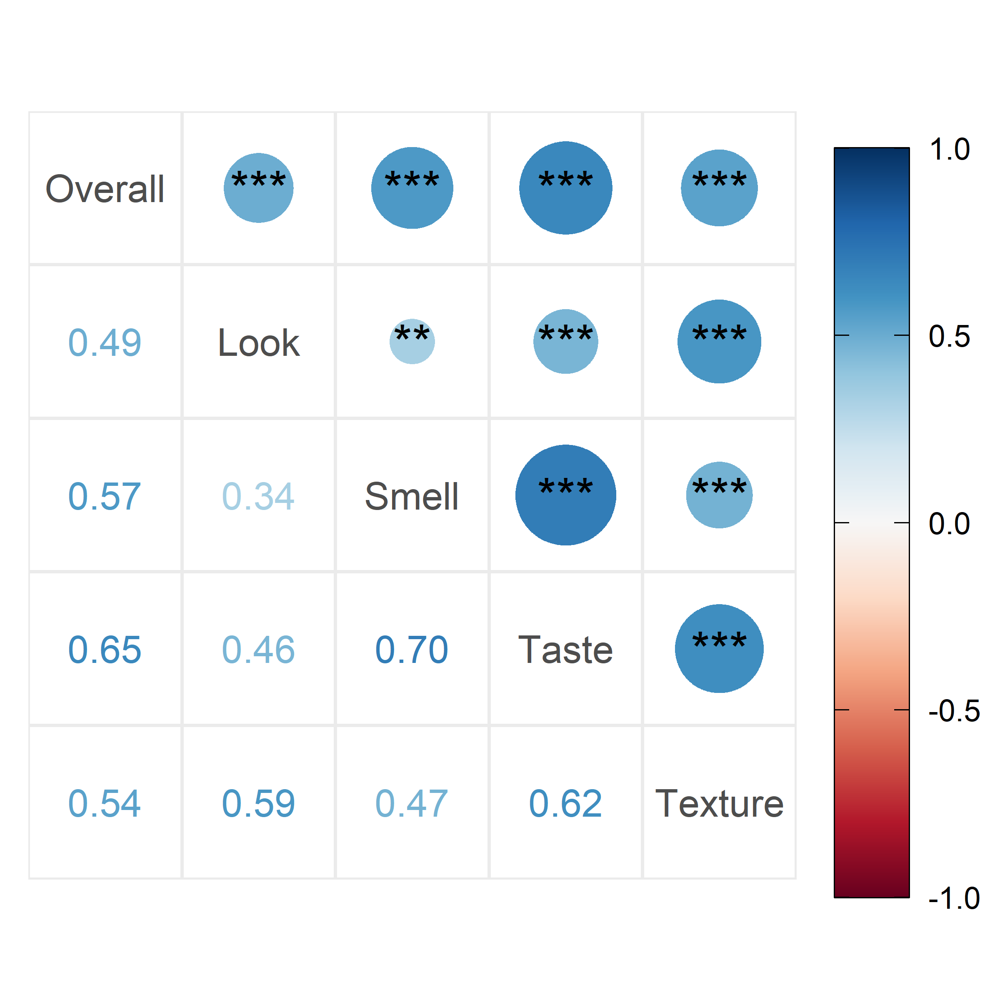 1.0
Overall *** *** *** ***
0.5
0.49 Look ** *** ***
0.57 0.34 Smell *** ***
0.0
0.65 0.46 0.70 Taste ***
-0.5
0.54 0.59 0.47 0.62 Texture
-1.0